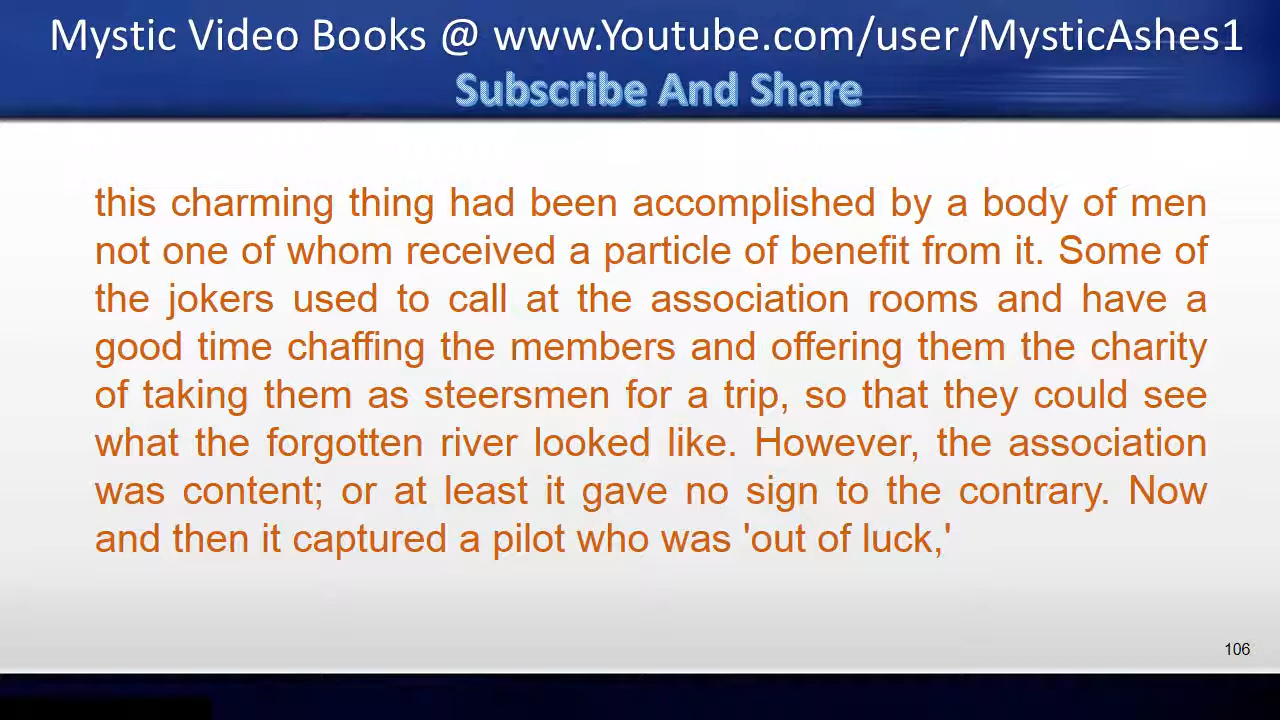 Mystic Video Books @ www.Youtube.com/user/MysticAshes1
Subscribe And Share
this charming thing had been accomplished by a body of men
not one of whom received a particle of benefit from it. Some of
the jokers used to call at the association rooms and have a
good time chaffing the members and offering them the charity
of taking them as steersmen for a trip, so that they could see
what the forgotten river looked like. However, the association
was content; or at least it gave no sign to the contrary. Now
and then it captured a pilot who was 'out of luck,'
106